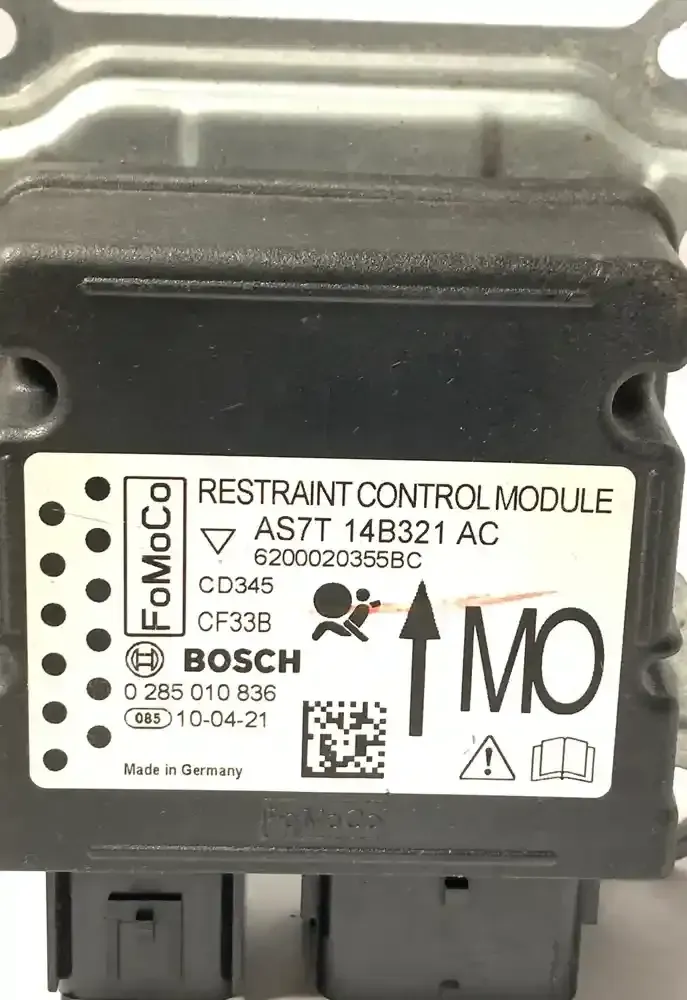 FoMoCo
RESTRAINT CONTROL MODULE
AS7T 14B321 AC
6200020355BC
CD345
CF33B
MO
BOSCH
0 285 010 836
085 10-04-21
Made in Germany
FoMoCo